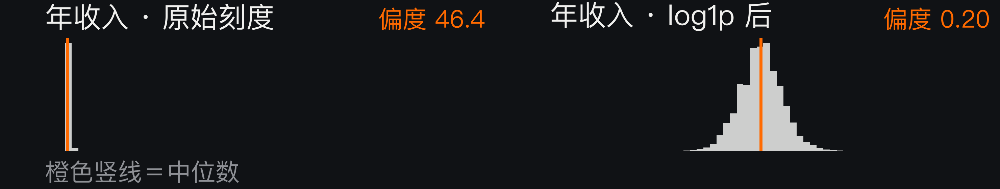 年收入 · 原始刻度
偏度 46.4
年收入 · log1p 后
偏度 0.20
橙色竖线=中位数